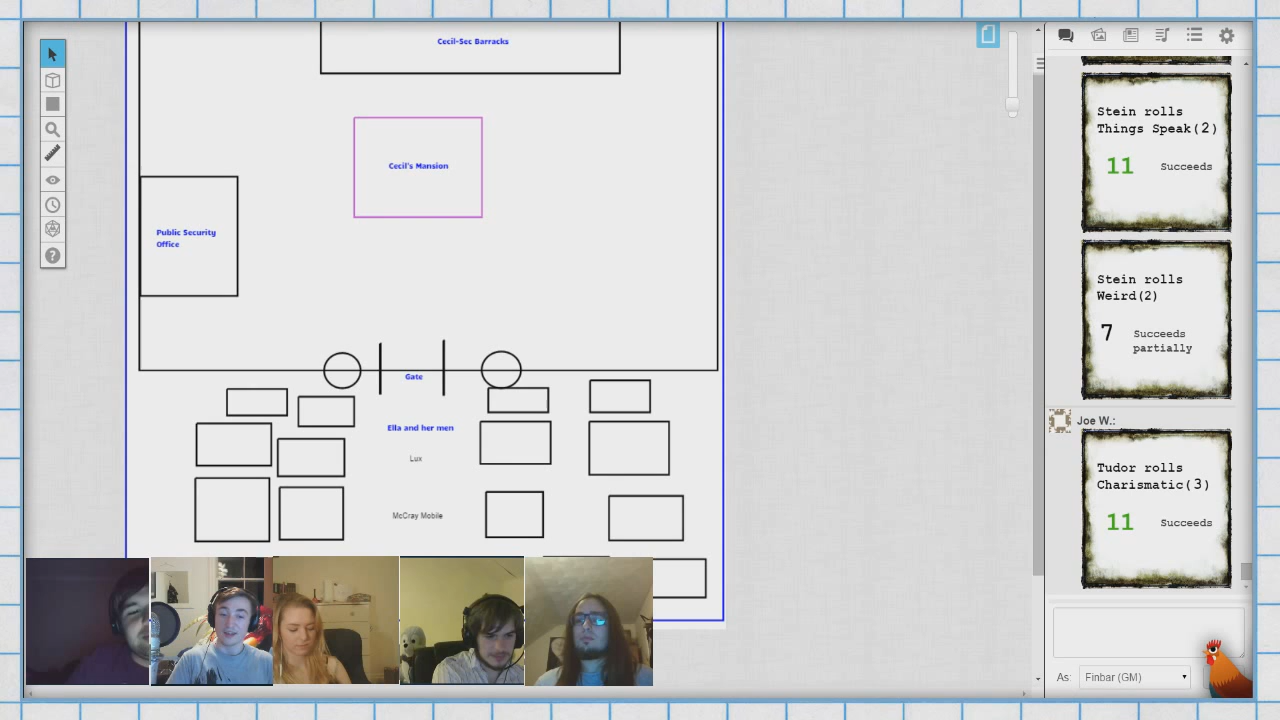 Cecil-Sec Barracks
Cecil's Mansion
Public Security
Office
Gate
Ella and her men
Lux
McCray Mobile
Stein rolls
Things Speak(2)
11 Succeeds
Stein rolls
Weird(2)
7 Succeeds
partially
Joe W.:
Tudor rolls
Charismatic(3)
11 Succeeds
As: Finbar (GM)